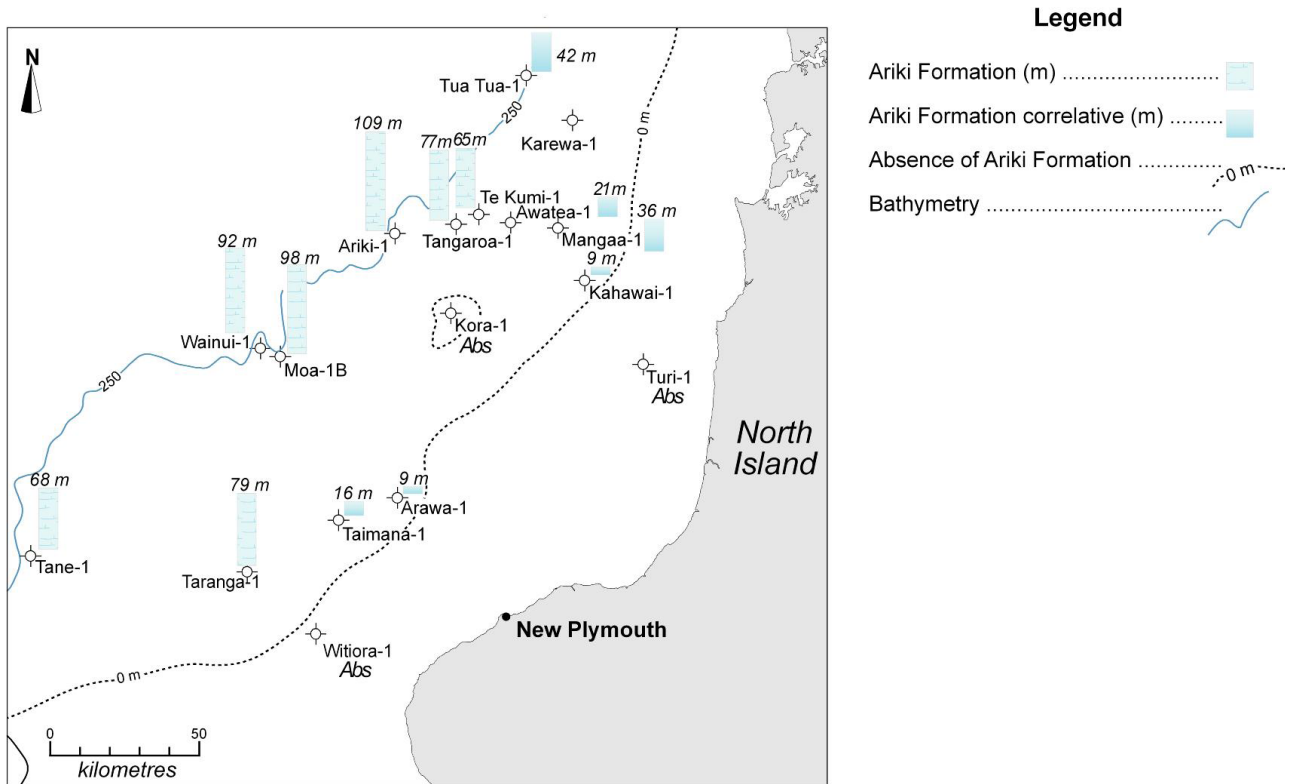 N
Tua Tua-1
42 m
250
Karewa-1
0 m
109 m
77m
65m
Te Kumi-1
Awatea-1
21m
36 m
Ariki-1
Tangaroa-1
Mangaa-1
9 m
Kahawai-1
92 m
98 m
Wainui-1
Moa-1B
Kora-1
Abs
Turi-1
Abs
250
North
Island
68 m
79 m
16 m
9 m
Arawa-1
Taimana-1
Tane-1
Taranga-1
New Plymouth
Witiora-1
Abs
0 m
0
50
kilometres
Legend
Ariki Formation (m) ..........................
Ariki Formation correlative (m) .......
Absence of Ariki Formation ............
0 m
Bathymetry ....................................